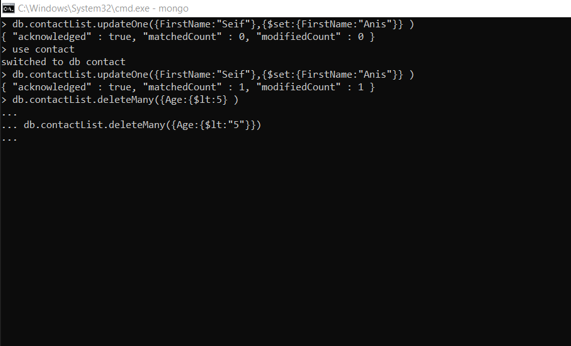 C:\Windows\System32\cmd.exe - mongo
> db.contactList.updateOne({FirstName:"Seif"},{$set:{FirstName:"Anis"}} )
{ "acknowledged" : true, "matchedCount" : 0, "modifiedCount" : 0 }
> use contact
switched to db contact
> db.contactList.updateOne({FirstName:"Seif"},{$set:{FirstName:"Anis"}} )
{ "acknowledged" : true, "matchedCount" : 1, "modifiedCount" : 1 }
> db.contactList.deleteMany({Age:{$lt:5} )
...
... db.contactList.deleteMany({Age:{$lt:"5"}})
...